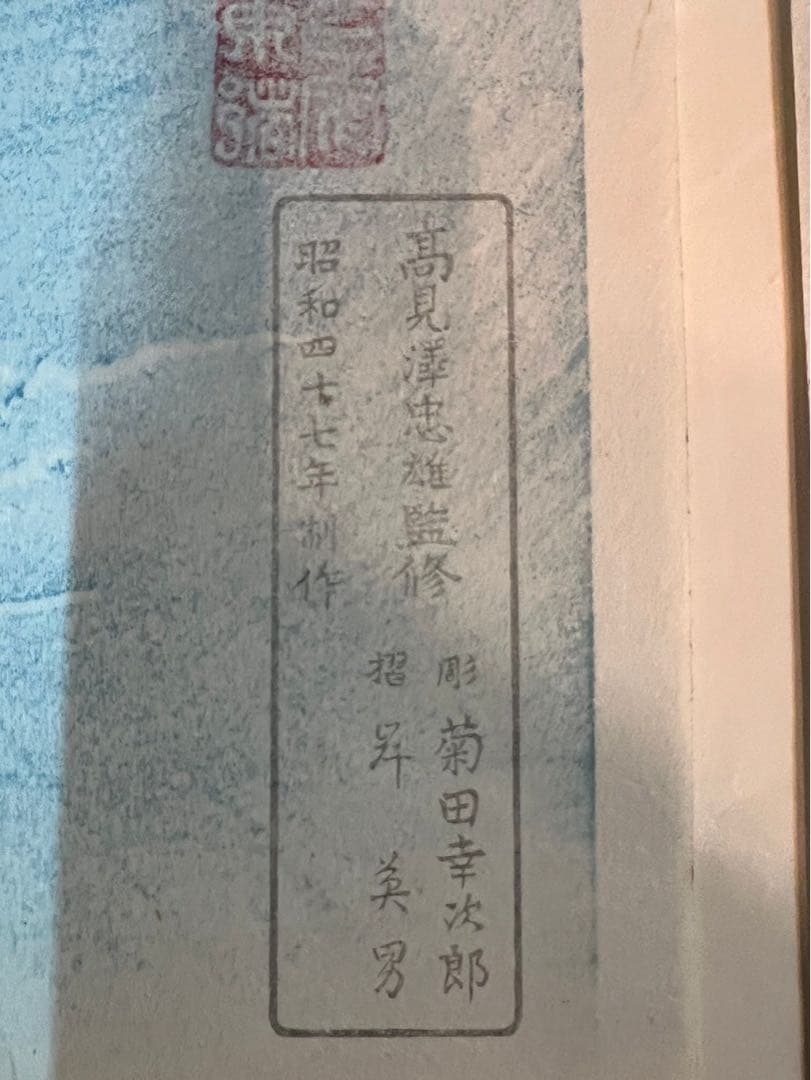 高見澤忠雄監修
彫 菊田幸次郎
摺 岸 英男
昭和四十七年制作